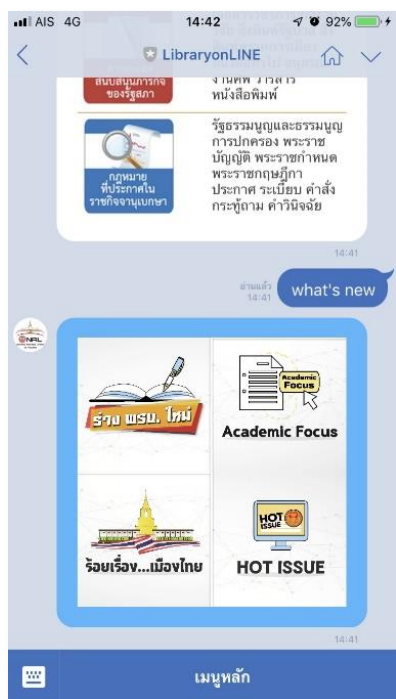 AIS 4G 14:42 92%
LibraryonLINE
สนับสนุนภารกิจ
ของรัฐสภา
งานศพ วารสาร
หนังสือพิมพ์
กฎหมาย
ที่ประกาศใน
ราชกิจจานุเบกษา
รัฐธรรมนูญและธรรมนูญ
การปกครอง พระราช
บัญญัติ พระราชกำหนด
พระราชกฤษฎีกา
ประกาศ ระเบียบ คำสั่ง
กระทู้ถาม คำวินิจฉัย
14:41
อ่านแล้ว
14:41
what's new
NRL
ร่าง พรบ. ใหม่
Academic
Focus
Academic Focus
ร้อยเรื่อง...เมืองไทย
HOT
ISSUE
HOT ISSUE
14:41
เมนูหลัก